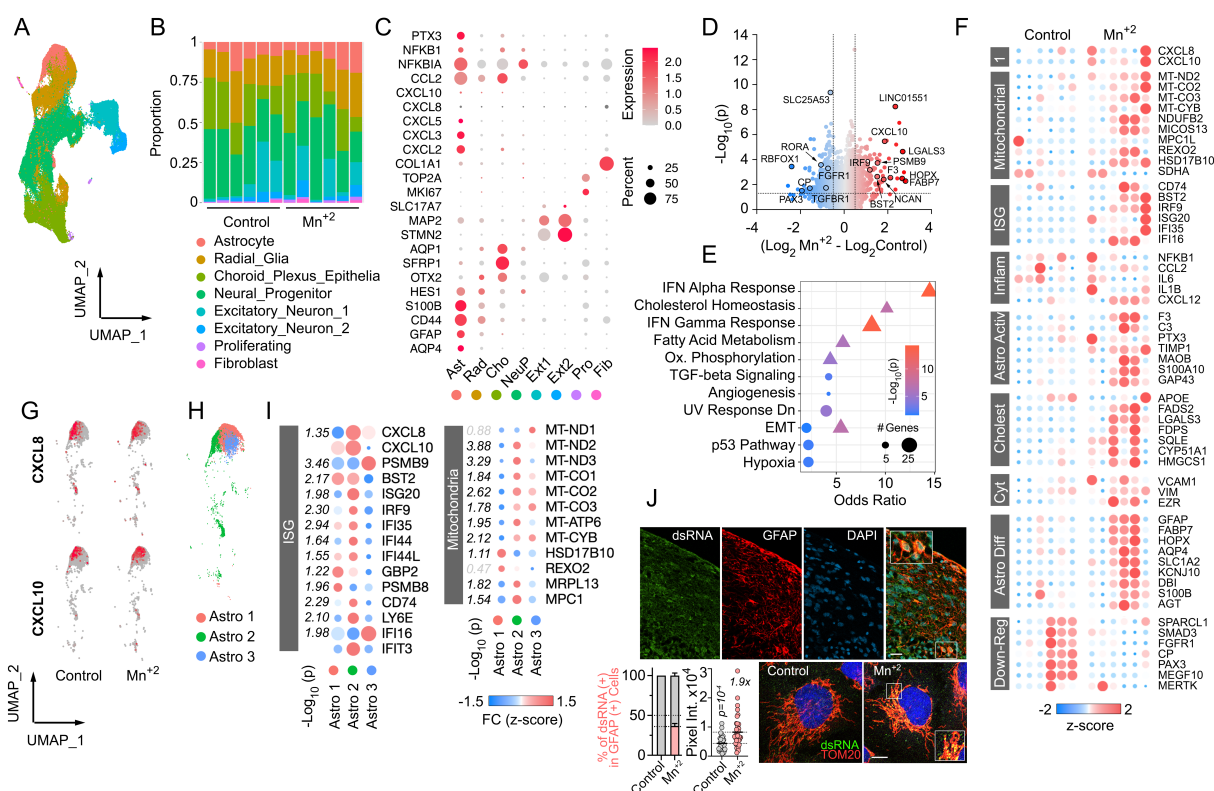 A
UMAP_2
UMAP_1
B
Proportion
1
0.75
0.5
0.25
0
Control
Mn+2
Astrocyte
Radial_Glia
Choroid_Plexus_Epithelia
Neural_Progenitor
Excitatory_Neuron_1
Excitatory_Neuron_2
Proliferating
Fibroblast
C
PTX3
NFKB1
NFKBIA
CCL2
CXCL10
CXCL8
CXCL5
CXCL3
CXCL2
COL1A1
TOP2A
MKI67
SLC17A7
MAP2
STMN2
AQP1
SFRP1
OTX2
HES1
S100B
CD44
GFAP
AQP4
Ast
Rad
Cho
NeuP
Ext1
Ext2
Pro
Fib
Expression
2.0
1.5
1.0
0.5
0.0
Percent
25
50
75
D
-Log10(p)
14
12
10
8
6
4
2
0
SLC25A53
LINC01551
CXCL10
RORA
LGALS3
IRF9
PSMB9
RBFOX1
FGFR1
F3
HOPX
CP
FABP7
PAX3
TGFBR1
NCAN
BST2
-4
-2
0
2
4
(Log2 Mn+2 - Log2Control)
E
IFN Alpha Response
Cholesterol Homeostasis
IFN Gamma Response
Fatty Acid Metabolism
Ox. Phosphorylation
TGF-beta Signaling
Angiogenesis
UV Response Dn
EMT
p53 Pathway
Hypoxia
-Log10(p)
10
5
# Genes
5
25
0
5
10
15
Odds Ratio
F
Control
Mn+2
1
CXCL8
CXCL10
Mitochondrial
MT-ND2
MT-CO2
MT-CO3
MT-CYB
NDUFB2
MICOS13
MPC1L
REXO2
HSD17B10
SDHA
ISG
CD74
BST2
IRF9
ISG20
IFI35
IFI16
Inflam
NFKB1
CCL2
IL6
IL1B
CXCL12
Astro Activ
F3
C3
PTX3
TIMP1
MAOB
S100A10
GAP43
Cholest
APOE
FADS2
LGALS3
FDPS
SQLE
CYP51A1
HMGCS1
Cyt
VCAM1
VIM
EZR
Astro Diff
GFAP
FABP7
HOPX
AQP4
SLC1A2
KCNJ10
DBI
S100B
AGT
Down-Reg
SPARCL1
SMAD3
FGFR1
CP
PAX3
MEGF10
MERTK
-2
2
z-score
G
CXCL8
CXCL10
Control
Mn+2
UMAP_2
UMAP_1
H
Astro 1
Astro 2
Astro 3
I
ISG
1.35 CXCL8
CXCL10
3.46 PSMB9
2.17 BST2
1.98 ISG20
2.30 IRF9
2.94 IFI35
1.64 IFI44
1.55 IFI44L
1.22 GBP2
1.96 PSMB8
2.29 CD74
2.10 LY6E
1.98 IFI16
IFIT3
-Log10 (p)
Astro 1
Astro 2
Astro 3
Mitochondria
0.88 MT-ND1
3.88 MT-ND2
3.29 MT-ND3
1.84 MT-CO1
2.62 MT-CO2
1.78 MT-CO3
1.95 MT-ATP6
2.12 MT-CYB
1.11 HSD17B10
0.47 REXO2
1.82 MRPL13
1.54 MPC1
-Log10 (p)
Astro 1
Astro 2
Astro 3
-1.5
1.5
FC (z-score)
J
dsRNA
GFAP
DAPI
% of dsRNA (+)
in GFAP (+) Cells
100
50
0
Control
Mn+2
Pixel Int. x10⁴
3
2
1
0
1.9x
Control
Mn+2
Control
Mn+2
dsRNA
TOM20